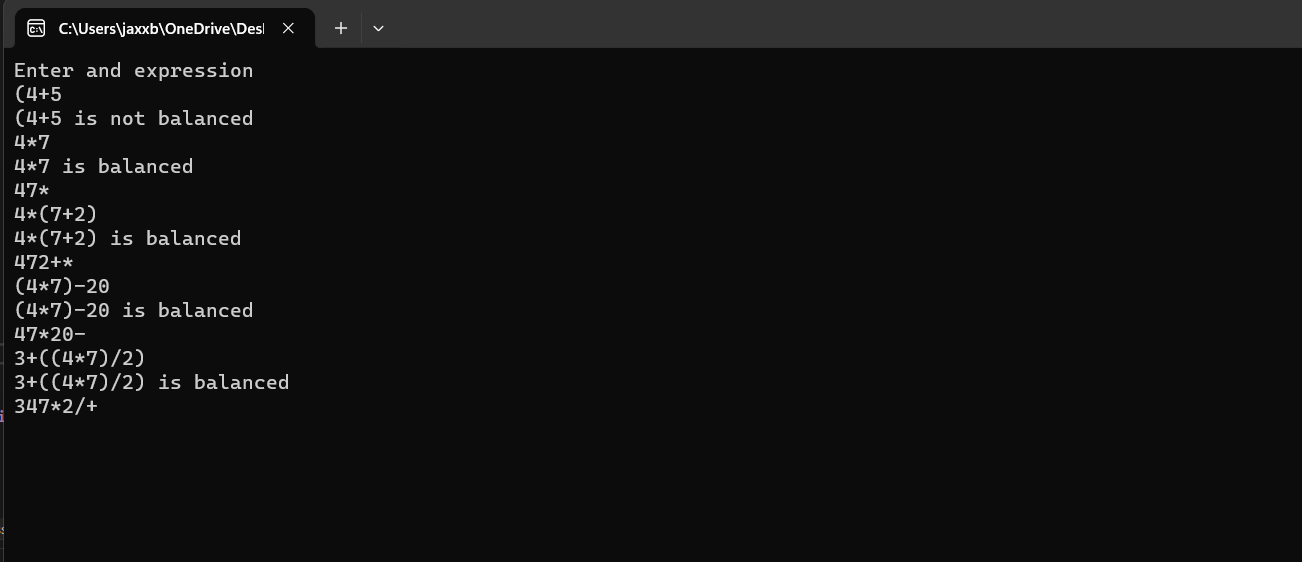 C:\Users\jaxxb\OneDrive\Des
Enter and expression
(4+5
(4+5 is not balanced
4*7
4*7 is balanced
47*
4*(7+2)
4*(7+2) is balanced
472+*
(4*7)-20
(4*7)-20 is balanced
47*20-
3+((4*7)/2)
3+((4*7)/2) is balanced
347*2/+